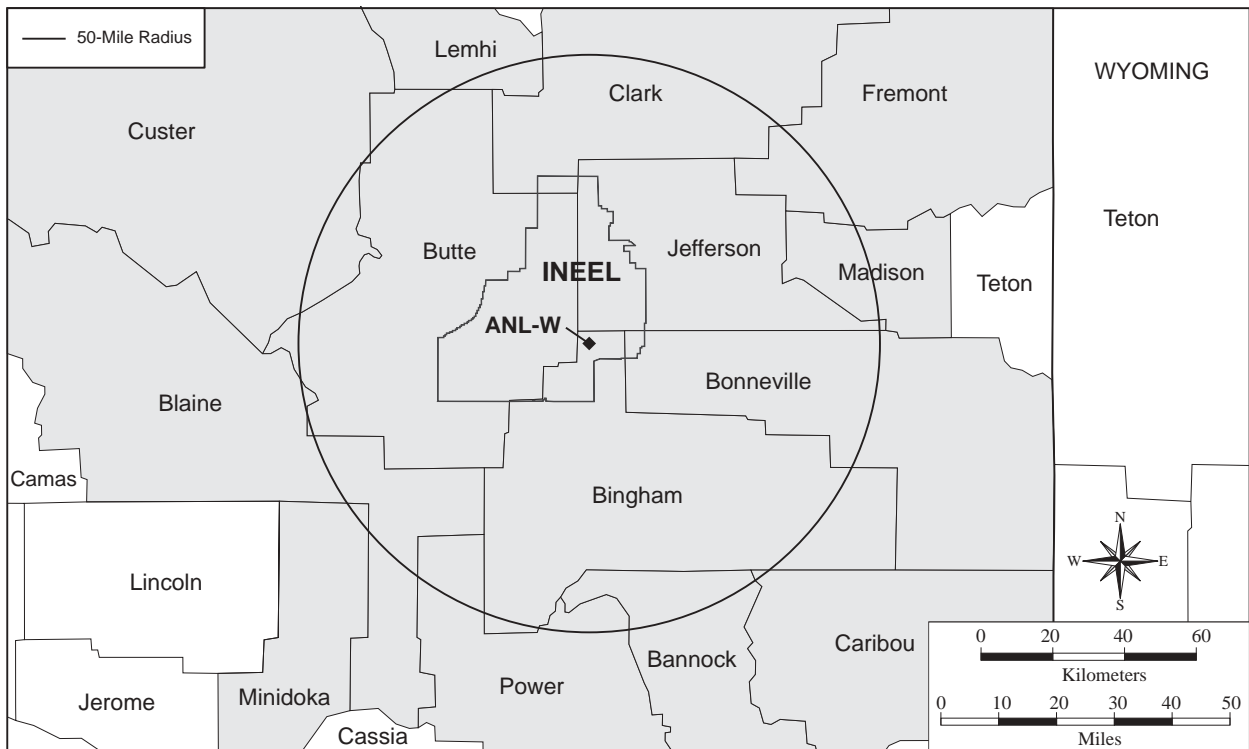 50-Mile Radius
Lemhi
WYOMING
Clark
Fremont
Custer
Teton
Butte
Jefferson
INEEL
Madison
Teton
ANL-W
Bonneville
Blaine
Camas
Bingham
N
W
E
S
Lincoln
Caribou
Bannock
Power
Minidoka
Jerome
Cassia
0 20 40 60
Kilometers
0 10 20 30 40 50
Miles